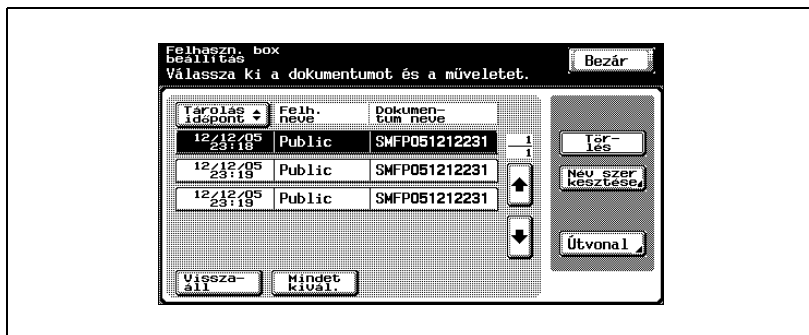 Felhaszn. box
beállítás
Bezár
Válassza ki a dokumentumot és a müveletet.
Tárolás időpont
Felh. neve
Dokumen-
tum neve
12/12/05 23:18 Public SMFP051212231
12/12/05 23:19 Public SMFP051212231
12/12/05 23:19 Public SMFP051212231
1
1
Tör-
lés
Név szer
kesztése
Útvonal
Vissza-
áll
Mindet
kivál.